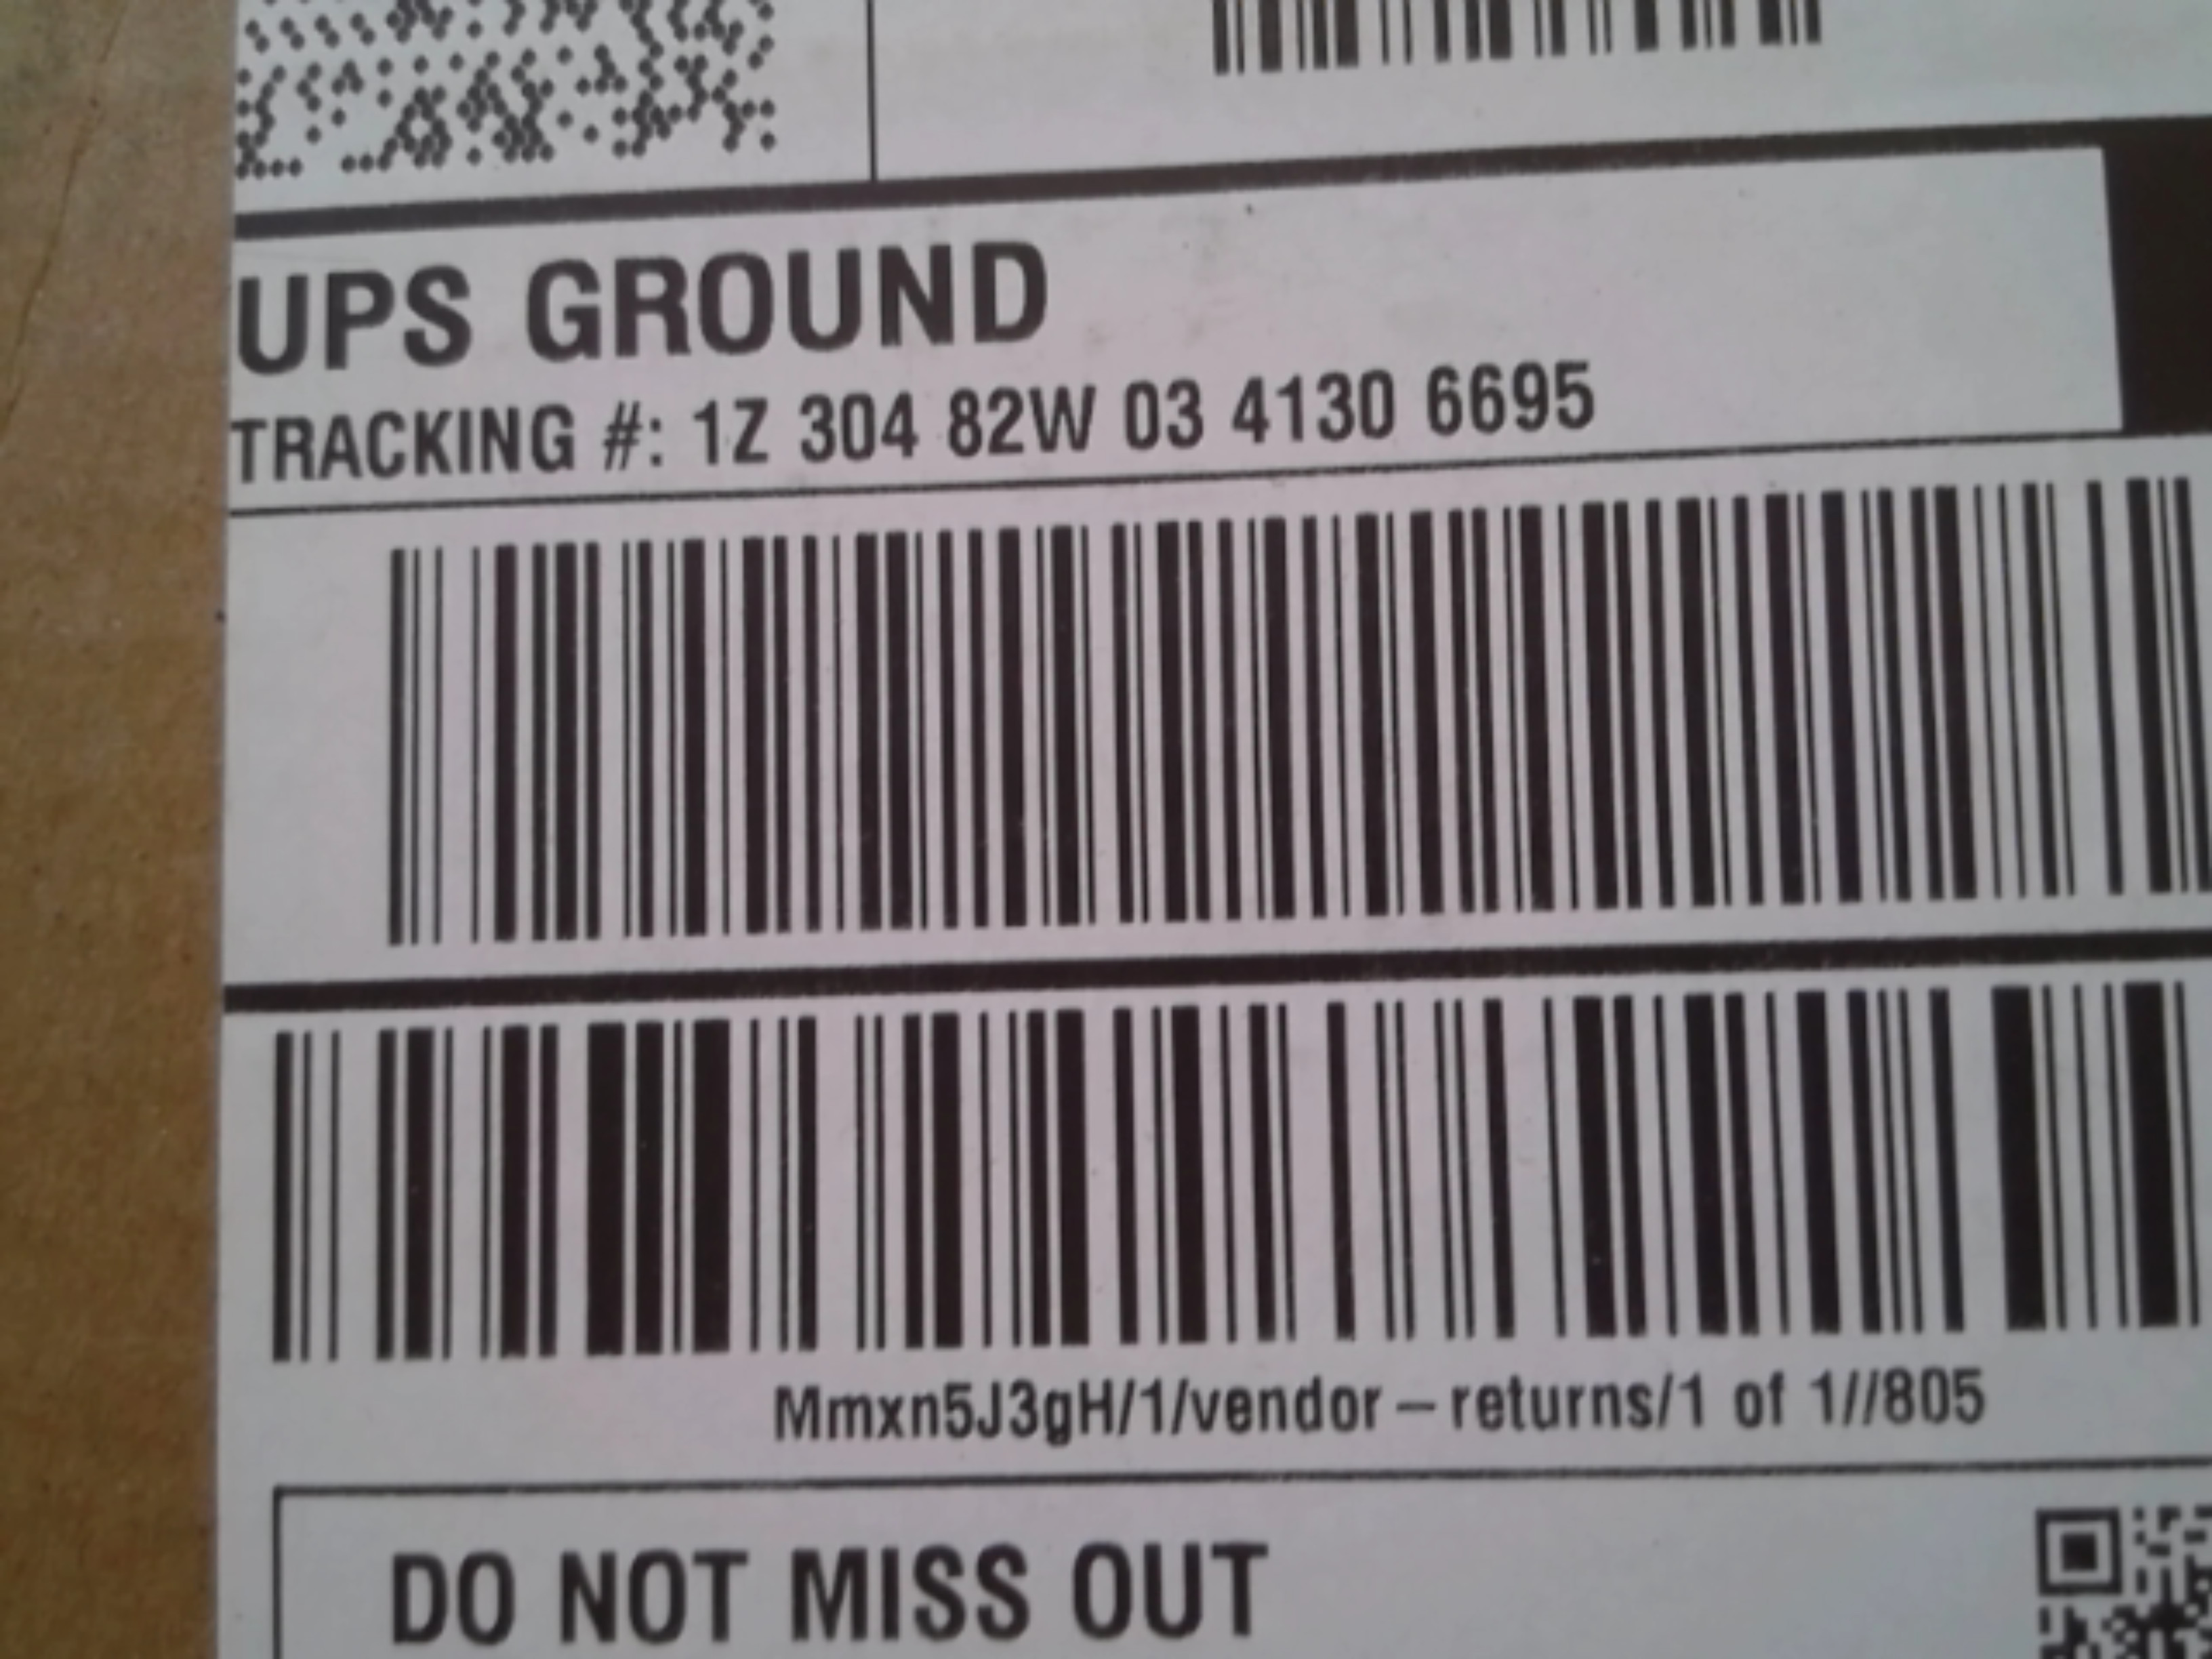 UPS GROUND
TRACKING #: 1Z 304 82W 03 4130 6695
Mmxn5J3gH/1/vendor – returns/1 of 1//805
DO NOT MISS OUT